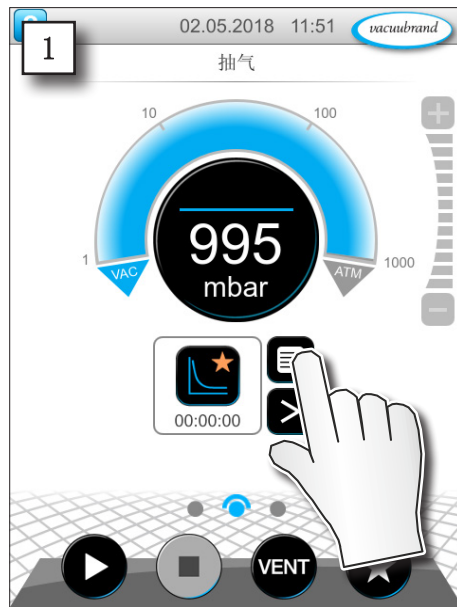 1
02.05.2018 11:51
vacuubrand
抽气
10
100
1
1000
VAC
ATM
995
mbar
00:00:00
VENT